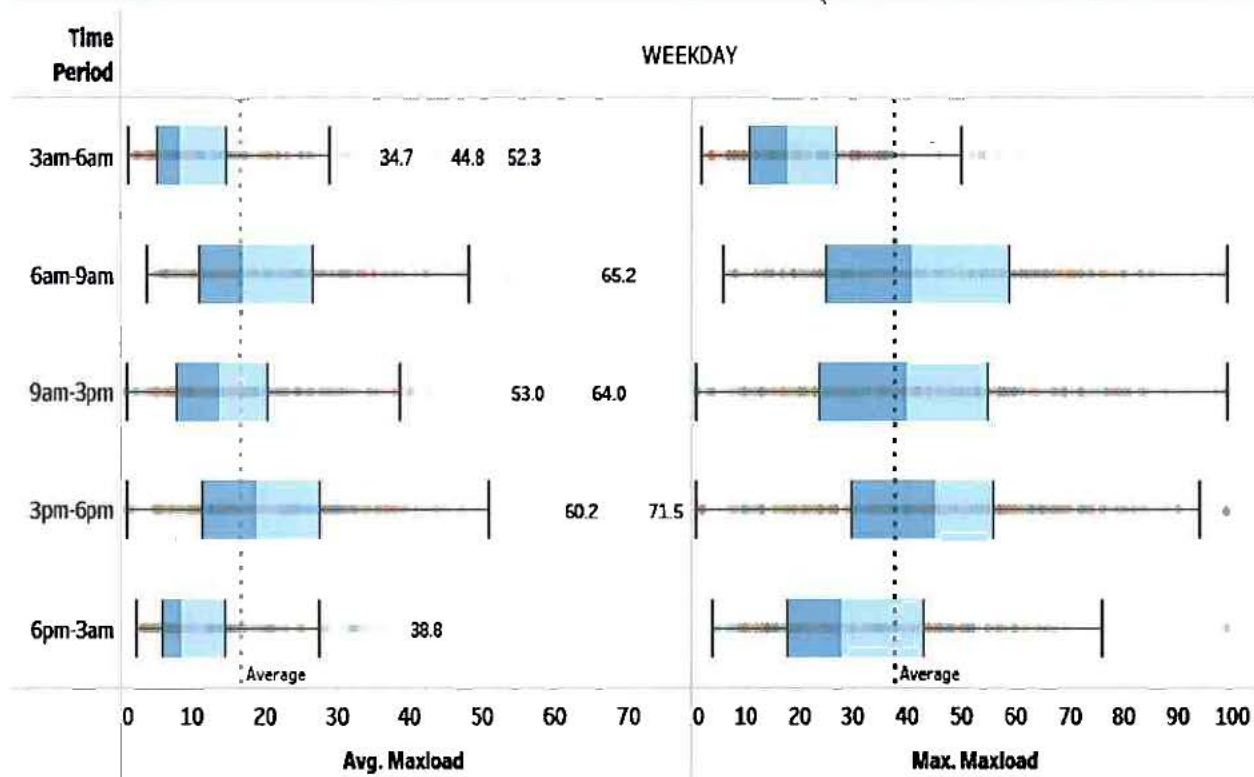 Time
Period
WEEKDAY
3am-6am
34.7 44.8 52.3
6am-9am
65.2
9am-3pm
53.0 64.0
3pm-6pm
60.2 71.5
6pm-3am
38.8
Average
Average
0 10 20 30 40 50 60 70
0 10 20 30 40 50 60 70 80 90 100
Avg. Maxload
Max. Maxload